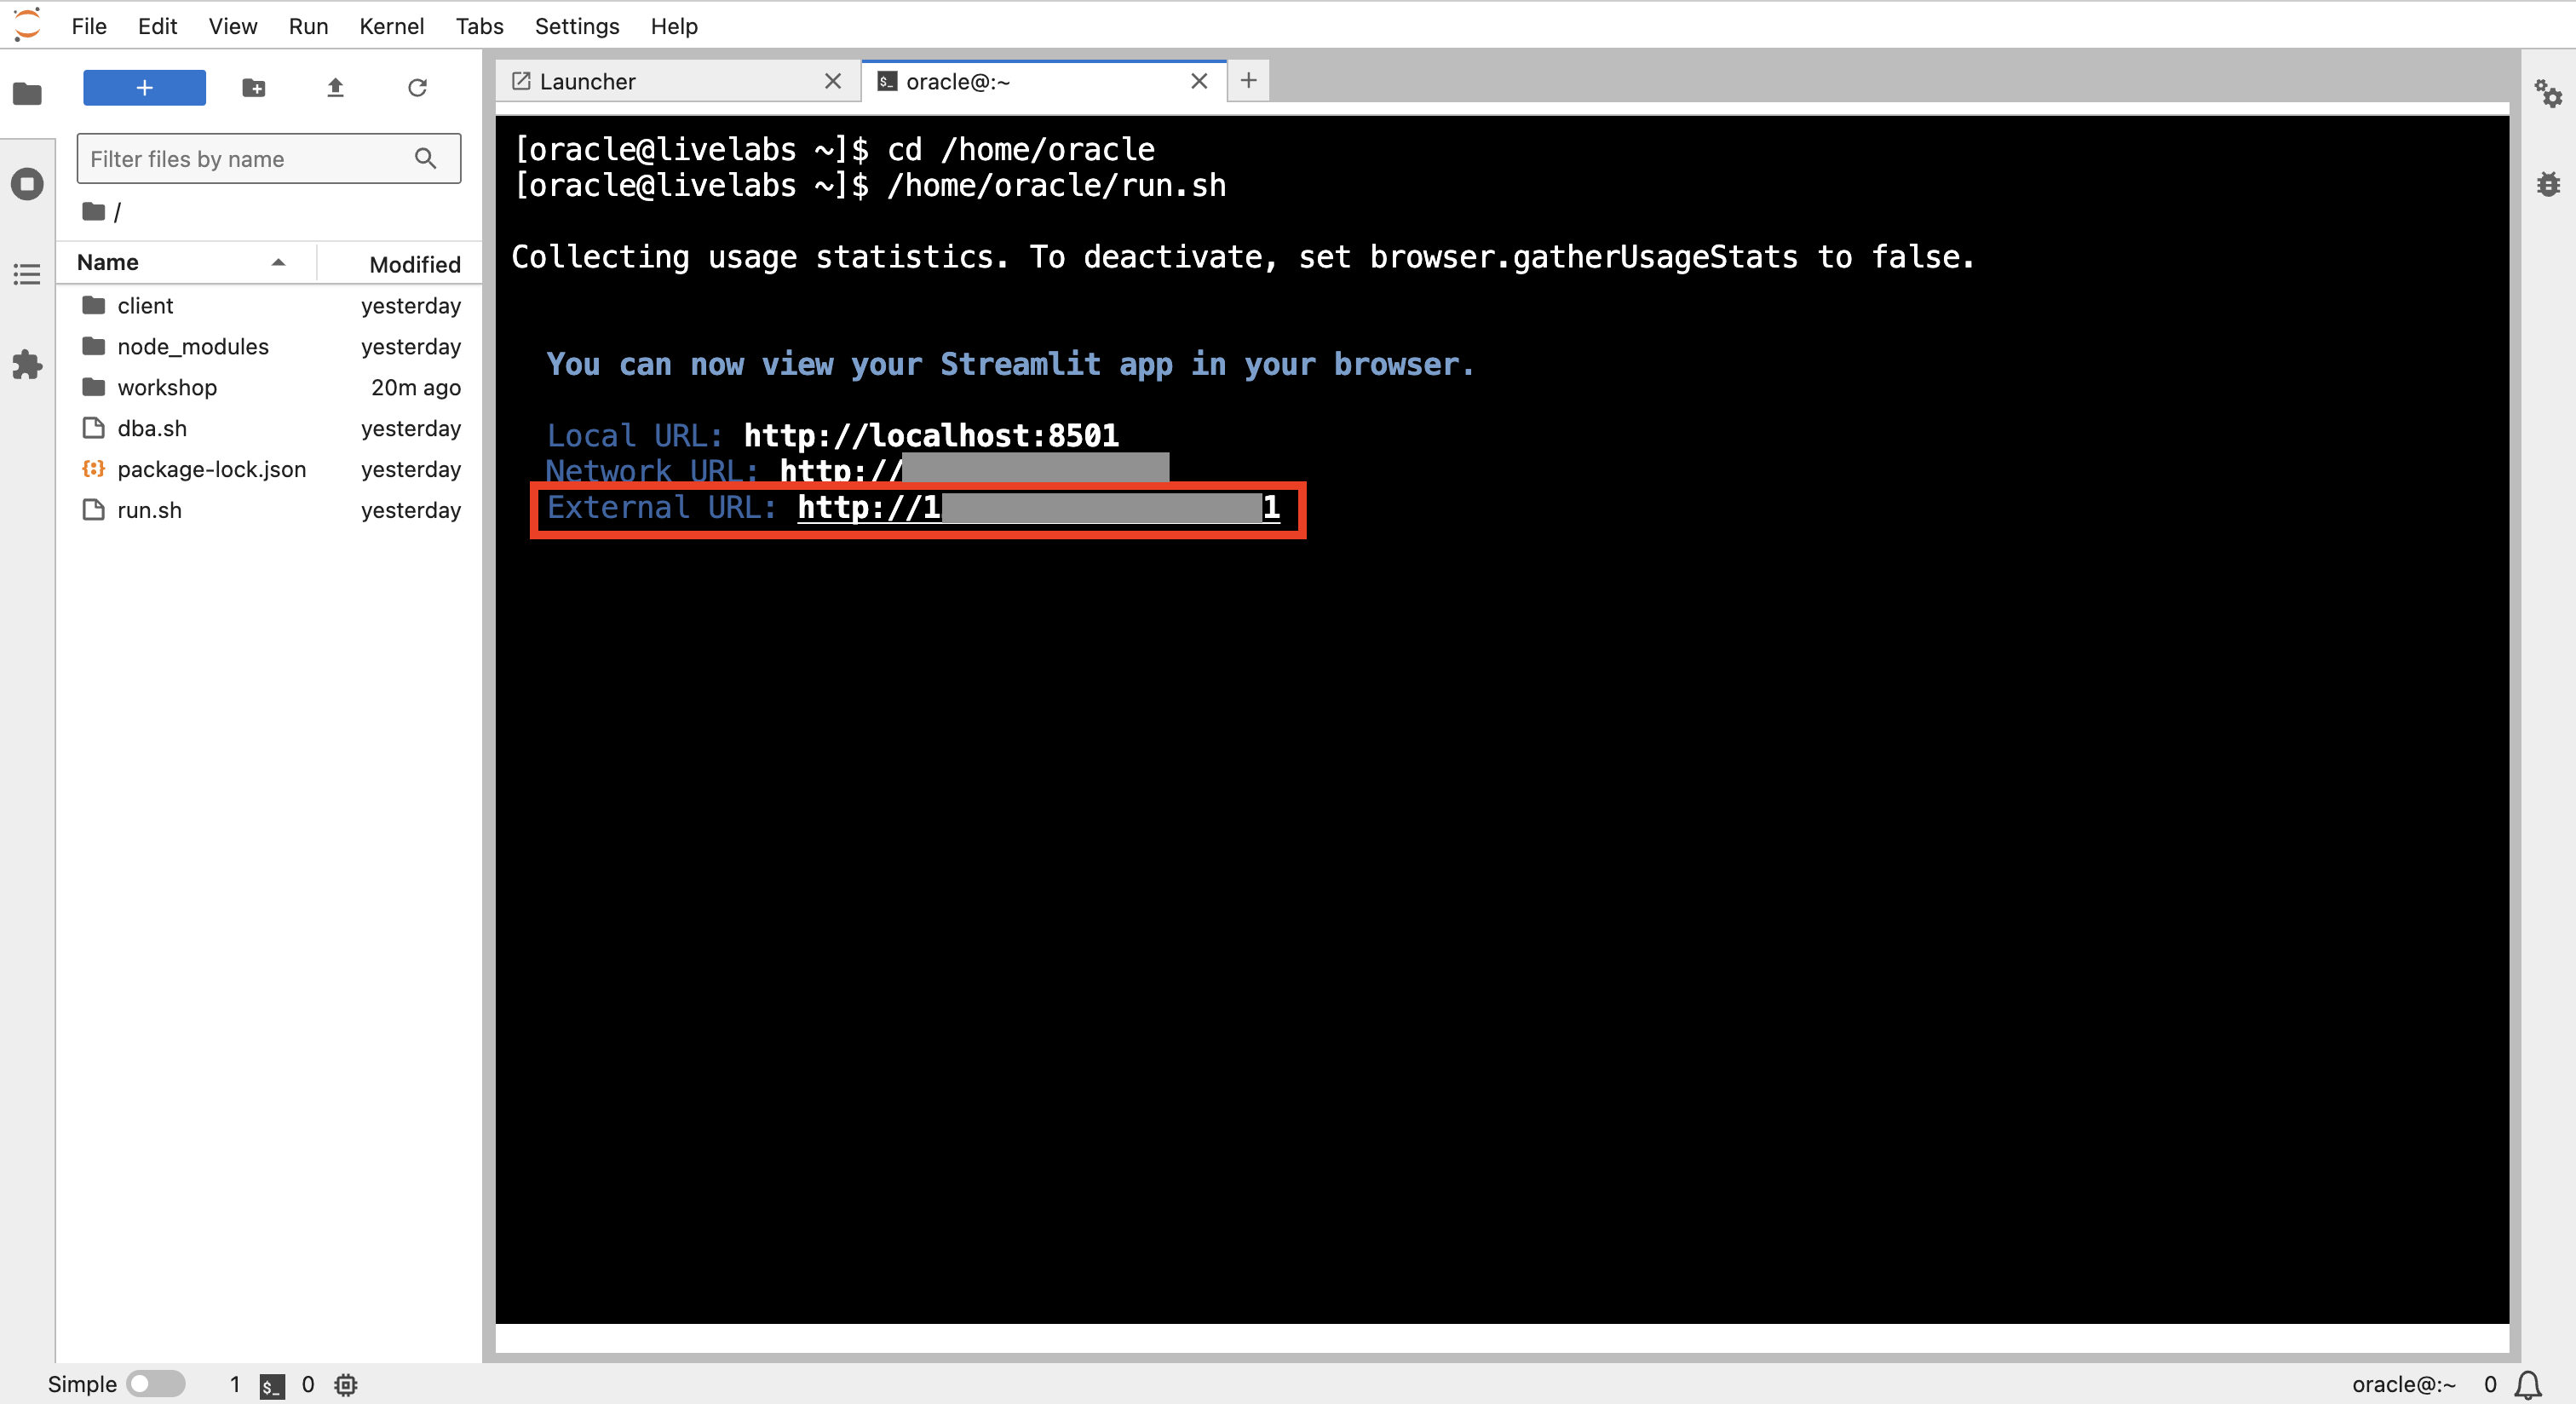 File Edit View Run Kernel Tabs Settings Help
Launcher
oracle@:~
Filter files by name
/
Name Modified
client yesterday
node_modules yesterday
workshop 20m ago
dba.sh yesterday
package-lock.json yesterday
run.sh yesterday
[oracle@livelabs ~]$ cd /home/oracle
[oracle@livelabs ~]$ /home/oracle/run.sh
Collecting usage statistics. To deactivate, set browser.gatherUsageStats to false.
You can now view your Streamlit app in your browser.
Local URL: http://localhost:8501
Network URL: http://
External URL: http://1 1
Simple 1 $_ 0
oracle@:~ 0